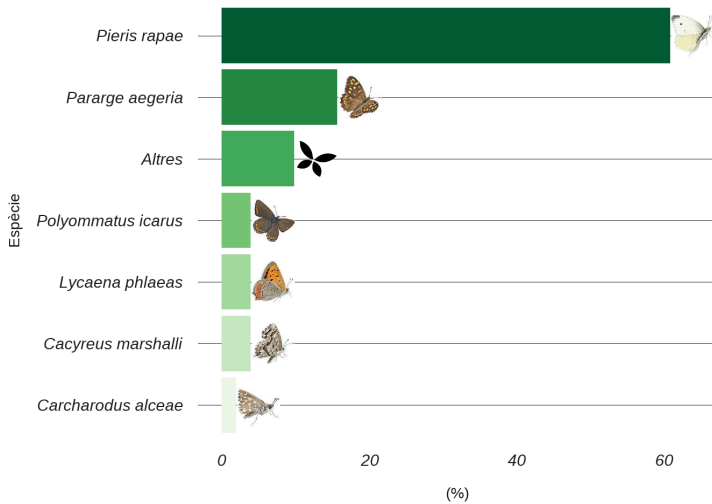 Pieris rapae
Pararge aegeria
Altres
Polyommatus icarus
Lycaena phlaeas
Cacyreus marshalli
Carcharodus alceae
Espècie
0 20 40 60
(%)